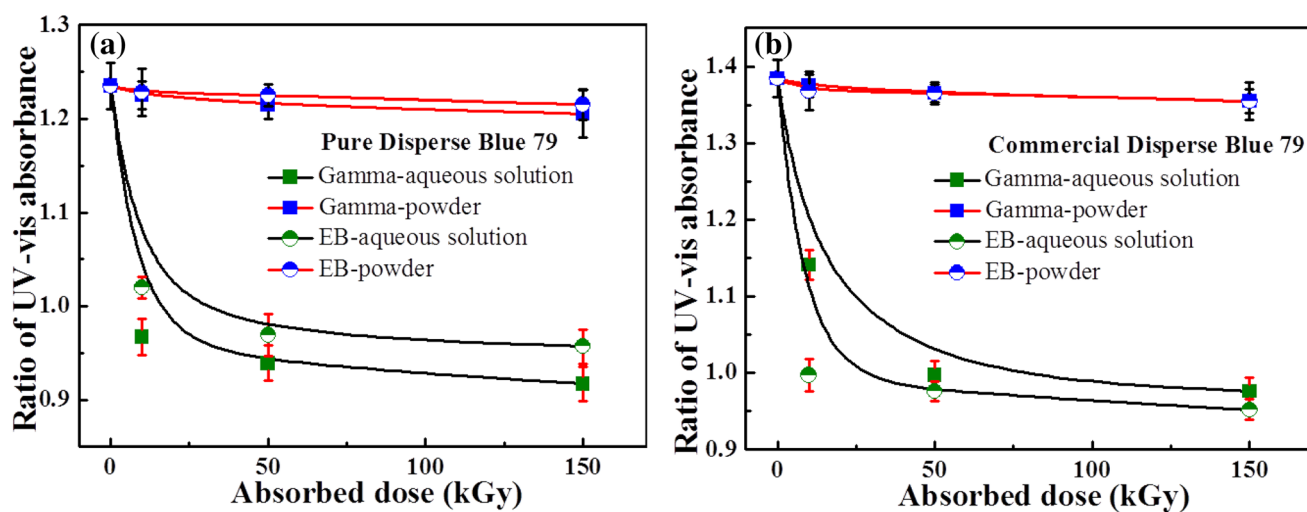 (a)
Ratio of UV-vis absorbance
1.3
1.2
1.1
1.0
0.9
Pure Disperse Blue 79
Gamma-aqueous solution
Gamma-powder
EB-aqueous solution
EB-powder
0
50
100
150
Absorbed dose (kGy)
(b)
Ratio of UV-vis absorbance
1.4
1.3
1.2
1.1
1.0
0.9
Commercial Disperse Blue 79
Gamma-aqueous solution
Gamma-powder
EB-aqueous solution
EB-powder
0
50
100
150
Absorbed dose (kGy)